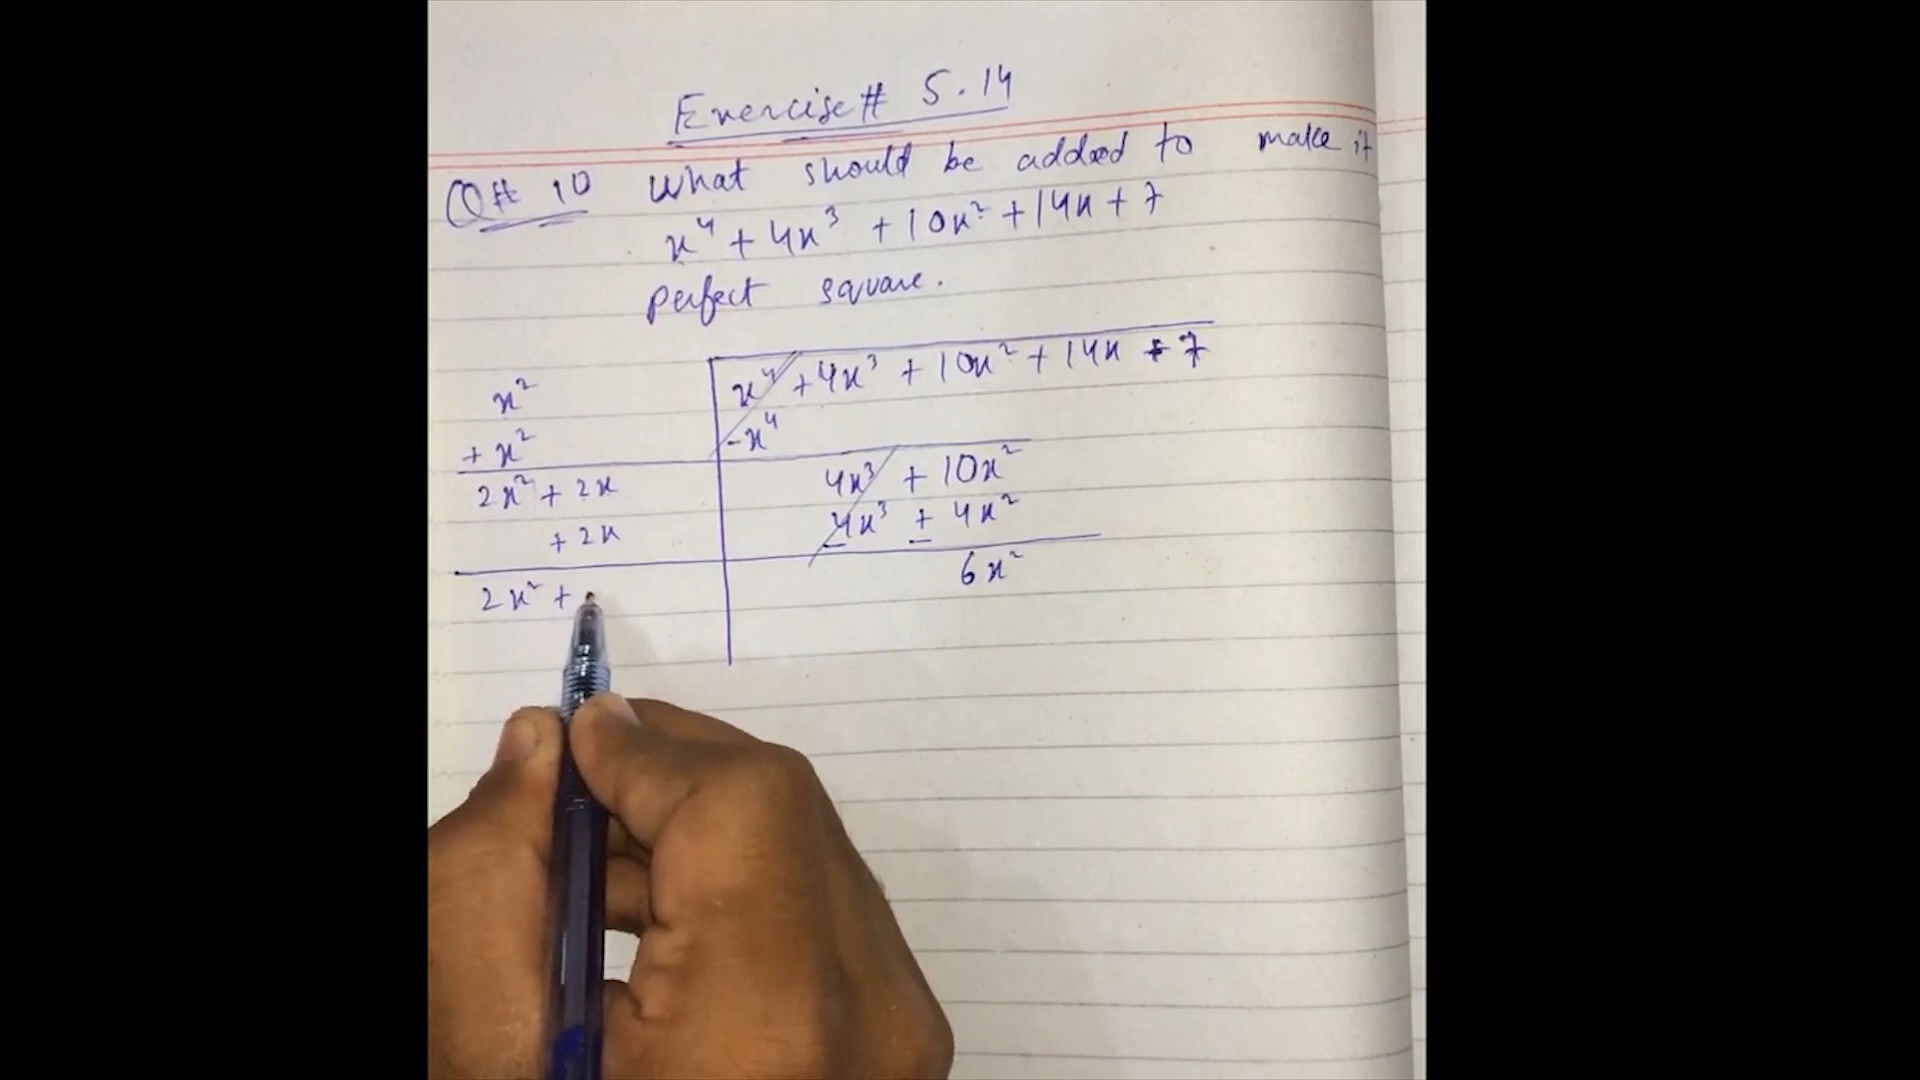 Exercise# 5.14
Q# 10 What should be added to make it
x⁴ + 4x³ + 10x² + 14x + 7
perfect square.
x⁴ + 4x³ + 10x² + 14x + 7
x²
+ x² -x⁴
2x² + 2x 4x³ + 10x²
+ 2x 4x³ ± 4x²
6x²
2x² +